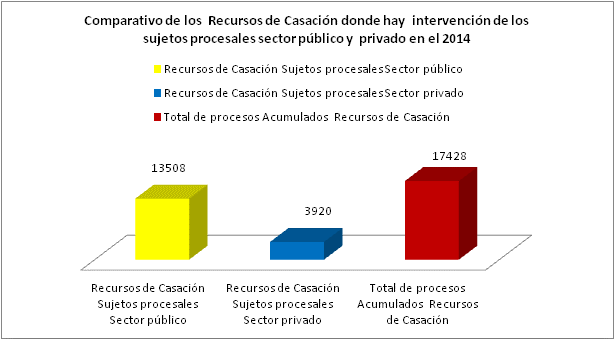 Comparativo de los Recursos de Casación donde hay intervención de los
sujetos procesales sector público y privado en el 2014
Recursos de Casación Sujetos procesales Sector público
Recursos de Casación Sujetos procesales Sector privado
Total de procesos Acumulados Recursos de Casación
13508
3920
17428
Recursos de Casación
Sujetos procesales
Sector público
Recursos de Casación
Sujetos procesales
Sector privado
Total de procesos
Acumulados Recursos
de Casación